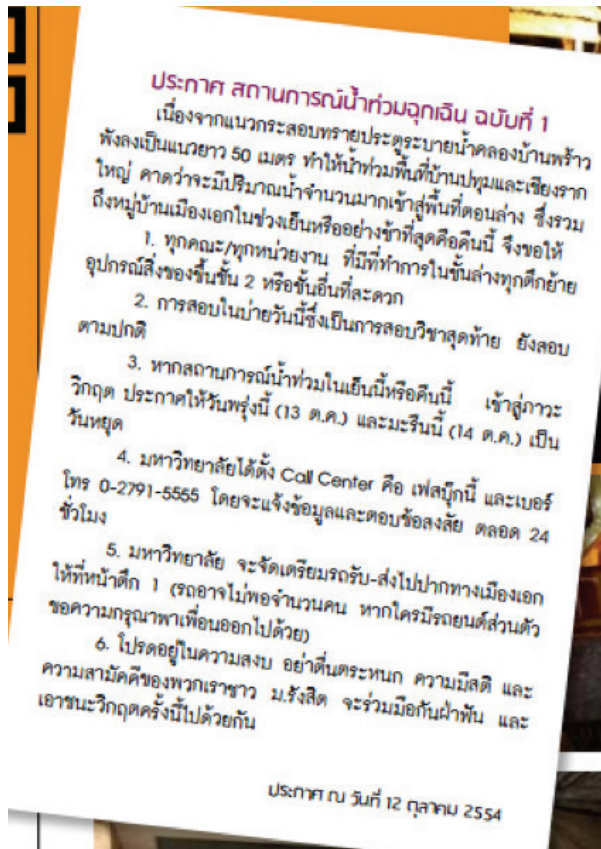 ประกาศ สถานการณ์น้ำท่วมฉุกเฉิน ฉบับที่ 1
เนื่องจากแนวกระสอบทรายประตูระบายน้ำคลองบ้านพร้าว
พังลงเป็นแนวยาว 50 เมตร ทำให้น้ำท่วมพื้นที่บ้านปทุมและเชียงราก
ใหญ่ คาดว่าจะมีปริมาณน้ำจำนวนมากเข้าสู่พื้นที่ตอนล่าง ซึ่งรวม
ถึงหมู่บ้านเมืองเอกในช่วงเย็นหรืออย่างช้าที่สุดคือคืนนี้ จึงขอให้
1. ทุกคณะ/ทุกหน่วยงาน ที่มีที่ทำการในชั้นล่างทุกตึกย้าย
อุปกรณ์สิ่งของขึ้นชั้น 2 หรือชั้นอื่นที่สะดวก
2. การสอบในบ่ายวันนี้ซึ่งเป็นการสอบวิชาสุดท้าย ยังสอบ
ตามปกติ
3. หากสถานการณ์น้ำท่วมในเย็นนี้หรือคืนนี้ เข้าสู่ภาวะ
วิกฤต ประกาศให้วันพรุ่งนี้ (13 ต.ค.) และมะรืนนี้ (14 ต.ค.) เป็น
วันหยุด
4. มหาวิทยาลัยได้ตั้ง Call Center คือ เฟสบุ๊กนี้ และเบอร์
โทร 0-2791-5555 โดยจะแจ้งข้อมูลและตอบข้อสงสัย ตลอด 24
ชั่วโมง
5. มหาวิทยาลัย จะจัดเตรียมรถรับ-ส่งไปปากทางเมืองเอก
ให้ที่หน้าตึก 1 (รถอาจไม่พอจำนวนคน หากใครมีรถยนต์ส่วนตัว
ขอความกรุณาพาเพื่อนออกไปด้วย)
6. โปรดอยู่ในความสงบ อย่าตื่นตระหนก ความมีสติ และ
ความสามัคคีของพวกเราชาว ม.รังสิต จะร่วมมือกันฝ่าฟัน และ
เอาชนะวิกฤตครั้งนี้ไปด้วยกัน
ประกาศ ณ วันที่ 12 ตุลาคม 2554